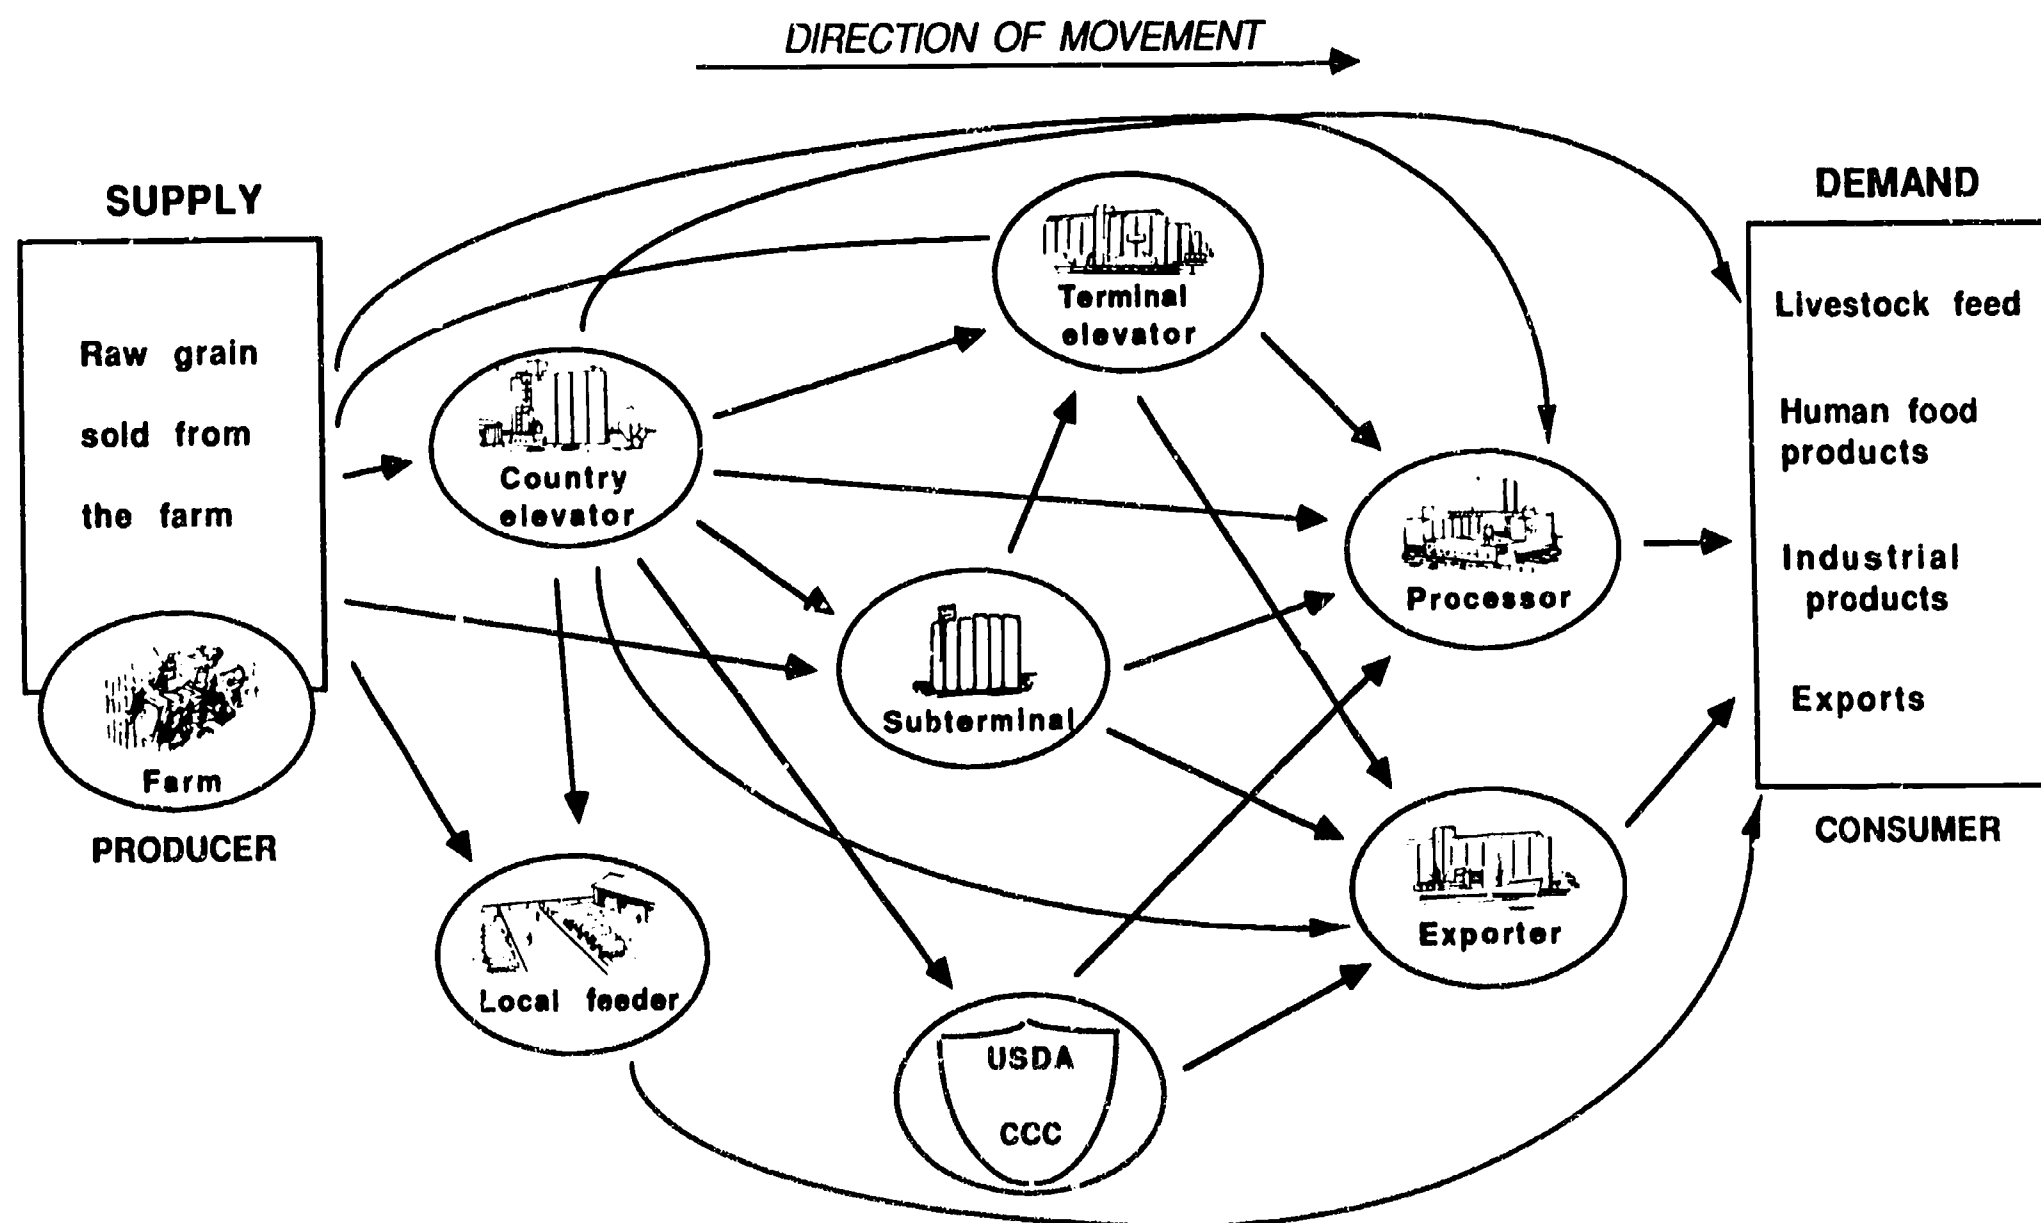 DIRECTION OF MOVEMENT
SUPPLY
Raw grain
sold from
the farm
Farm
PRODUCER
Country
elevator
Local feeder
Terminal
elevator
Subterminal
USDA
CCC
Processor
Exporter
DEMAND
Livestock feed
Human food
products
Industrial
products
Exports
CONSUMER